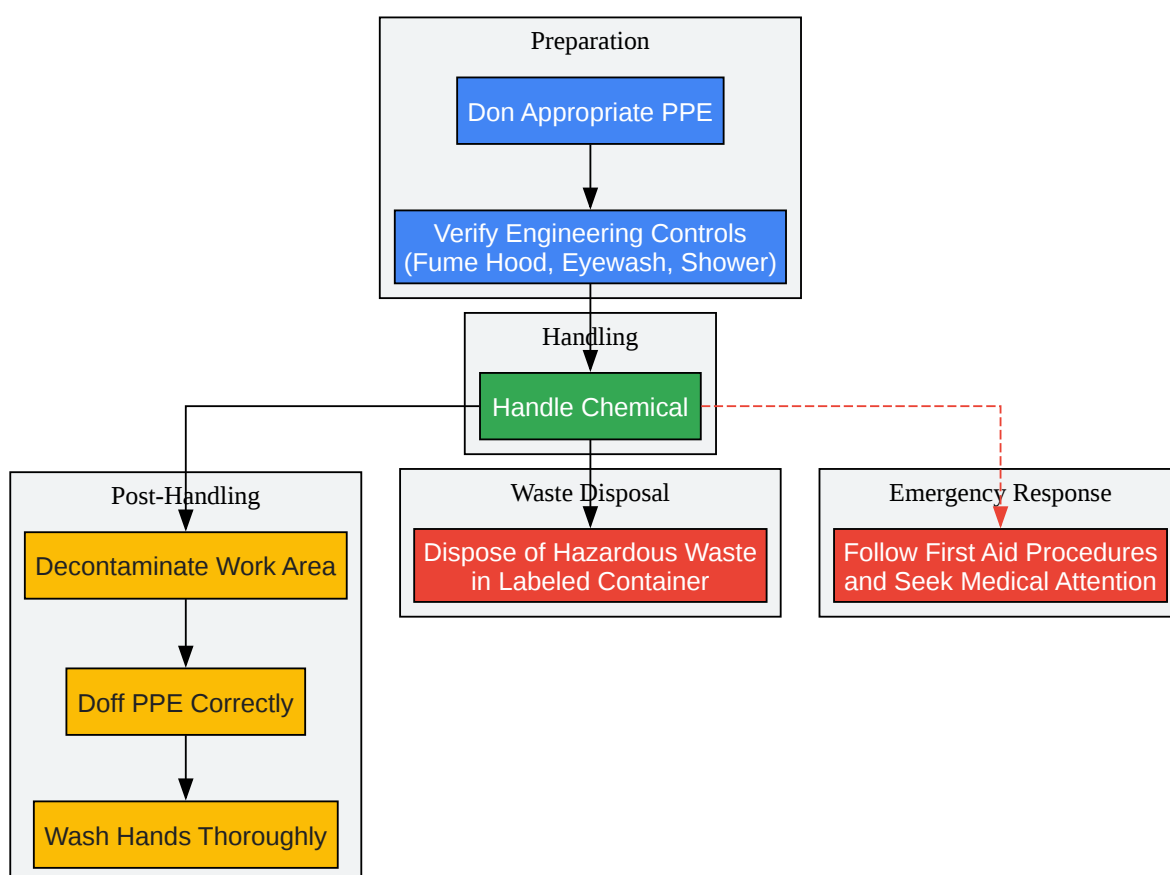 Preparation
Don Appropriate PPE
Verify Engineering Controls
(Fume Hood, Eyewash, Shower)
Handling
Handle Chemical
Post-Handling
Decontaminate Work Area
Doff PPE Correctly
Wash Hands Thoroughly
Waste Disposal
Dispose of Hazardous Waste
in Labeled Container
Emergency Response
Follow First Aid Procedures
and Seek Medical Attention